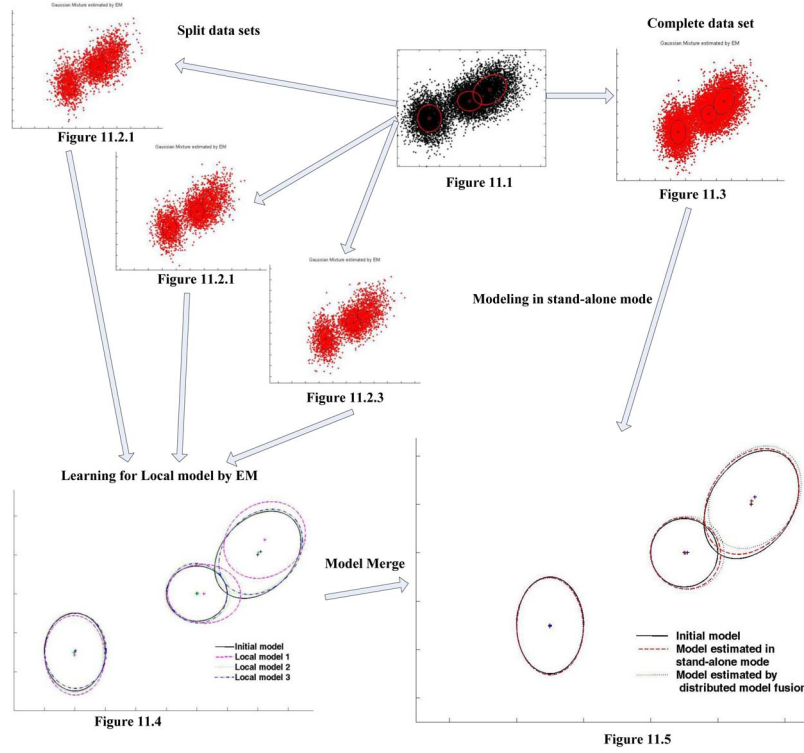 Split data sets
Complete data set
Gaussian Mixture estimated by EM
Figure 11.2.1
Figure 11.1
Gaussian Mixture estimated by EM
Figure 11.3
Gaussian Mixture estimated by EM
Figure 11.2.1
Gaussian Mixture estimated by EM
Figure 11.2.3
Modeling in stand-alone mode
Learning for Local model by EM
Initial model
Local model 1
Local model 2
Local model 3
Figure 11.4
Model Merge
Initial model
Model estimated in
stand-alone mode
Model estimated by
distributed model fusion
Figure 11.5